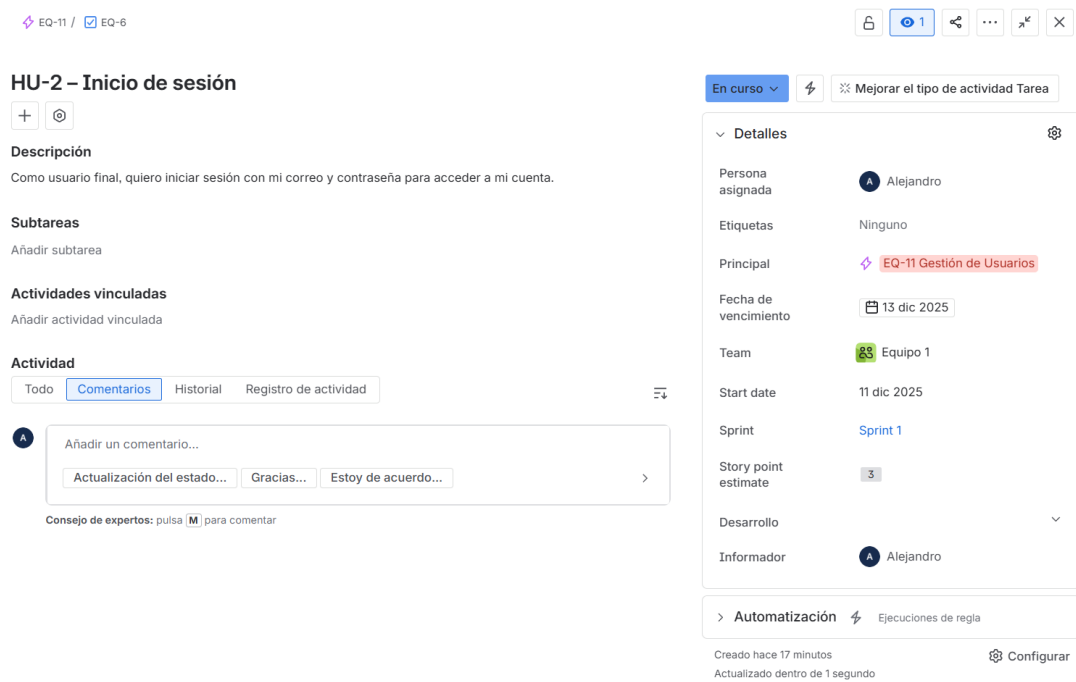 EQ-11 / EQ-6
1
HU-2 – Inicio de sesión
Descripción
Como usuario final, quiero iniciar sesión con mi correo y contraseña para acceder a mi cuenta.
Subtareas
Añadir subtarea
Actividades vinculadas
Añadir actividad vinculada
Actividad
Todo Comentarios Historial Registro de actividad
A
Añadir un comentario...
Actualización del estado... Gracias... Estoy de acuerdo...
Consejo de expertos: pulsa M para comentar
En curso Mejorar el tipo de actividad Tarea
Detalles
Persona
asignada
A Alejandro
Etiquetas Ninguno
Principal EQ-11 Gestión de Usuarios
Fecha de
vencimiento
13 dic 2025
Team Equipo 1
Start date 11 dic 2025
Sprint Sprint 1
Story point
estimate
3
Desarrollo
Informador A Alejandro
Automatización Ejecuciones de regla
Creado hace 17 minutos
Actualizado dentro de 1 segundo
Configurar